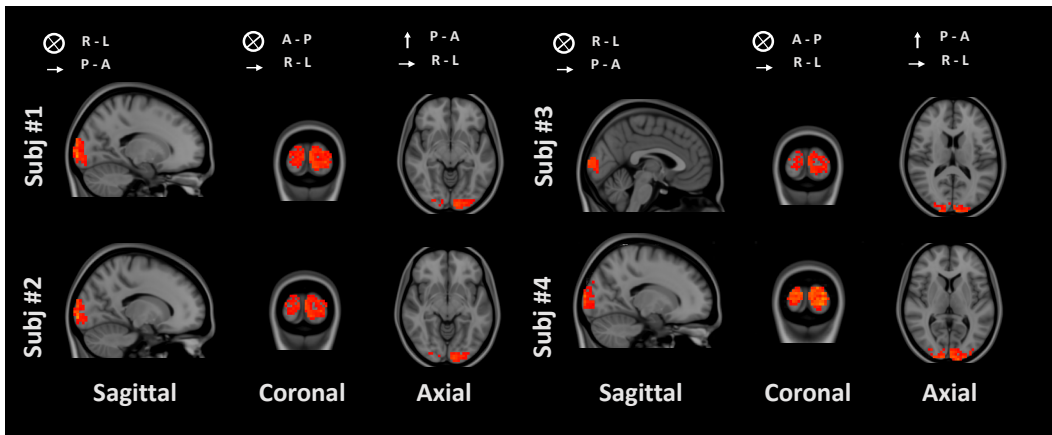 R - L
P - A
A - P
R - L
P - A
R - L
R - L
P - A
A - P
R - L
P - A
R - L
Subj #1
Subj #3
Subj #2
Subj #4
Sagittal Coronal Axial Sagittal Coronal Axial